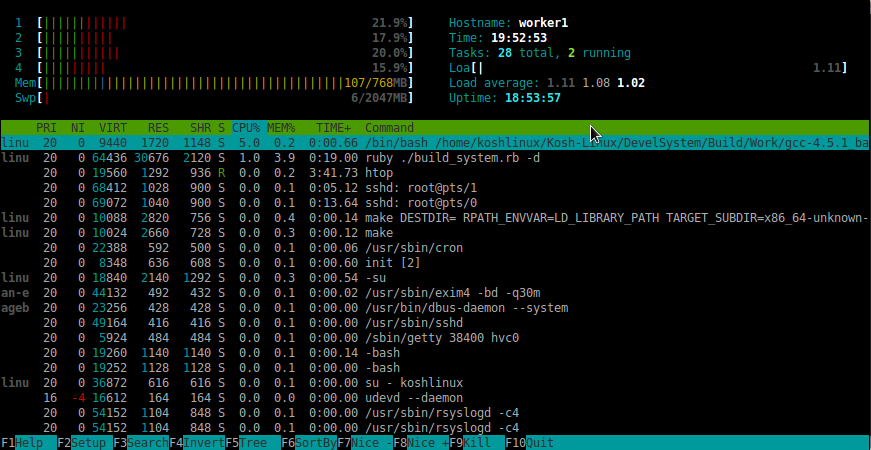 1 [|||||||||||| 21.9%] Hostname: worker1
2 [|||||||||| 17.9%] Time: 19:52:53
3 [||||||||||| 20.0%] Tasks: 28 total, 2 running
4 [||||||||| 15.9%] Loa[| 1.11]
Mem[||||||||||||||||||||||||||||||||||||||||||||107/768MB] Load average: 1.11 1.08 1.02
Swp[| 6/2047MB] Uptime: 18:53:57
PRI NI VIRT RES SHR S CPU% MEM% TIME+ Command
linu 20 0 9440 1720 1148 S 5.0 0.2 0:00.66 /bin/bash /home/koshlinux/Kosh-Linux/DevelSystem/Build/Work/gcc-4.5.1_ba
linu 20 0 64436 30676 2120 S 1.0 3.9 0:19.00 ruby ./build_system.rb -d
20 0 19560 1292 936 R 0.0 0.2 3:41.73 htop
20 0 68412 1028 900 S 0.0 0.1 0:05.12 sshd: root@pts/1
20 0 69072 1040 900 S 0.0 0.1 0:13.64 sshd: root@pts/0
linu 20 0 10088 2820 756 S 0.0 0.4 0:00.14 make DESTDIR= RPATH_ENVVAR=LD_LIBRARY_PATH TARGET_SUBDIR=x86_64-unknown-
linu 20 0 10024 2660 728 S 0.0 0.3 0:00.12 make
20 0 22388 592 500 S 0.0 0.1 0:00.06 /usr/sbin/cron
20 0 8348 636 608 S 0.0 0.1 0:00.60 init [2]
linu 20 0 18840 2140 1292 S 0.0 0.3 0:00.54 -su
an-e 20 0 44132 492 432 S 0.0 0.1 0:00.02 /usr/sbin/exim4 -bd -q30m
ageb 20 0 23256 428 428 S 0.0 0.1 0:00.00 /usr/bin/dbus-daemon --system
20 0 49164 416 416 S 0.0 0.1 0:00.00 /usr/sbin/sshd
20 0 5924 484 484 S 0.0 0.1 0:00.00 /sbin/getty 38400 hvc0
20 0 19260 1140 1140 S 0.0 0.1 0:00.14 -bash
20 0 19252 1128 1128 S 0.0 0.1 0:00.00 -bash
linu 20 0 36872 616 616 S 0.0 0.1 0:00.00 su - koshlinux
16 -4 16612 164 164 S 0.0 0.0 0:00.00 udevd --daemon
20 0 54152 1104 848 S 0.0 0.1 0:00.00 /usr/sbin/rsyslogd -c4
20 0 54152 1104 848 S 0.0 0.1 0:00.00 /usr/sbin/rsyslogd -c4
F1Help F2Setup F3SearchF4InvertF5Tree F6SortByF7Nice -F8Nice +F9Kill F10Quit